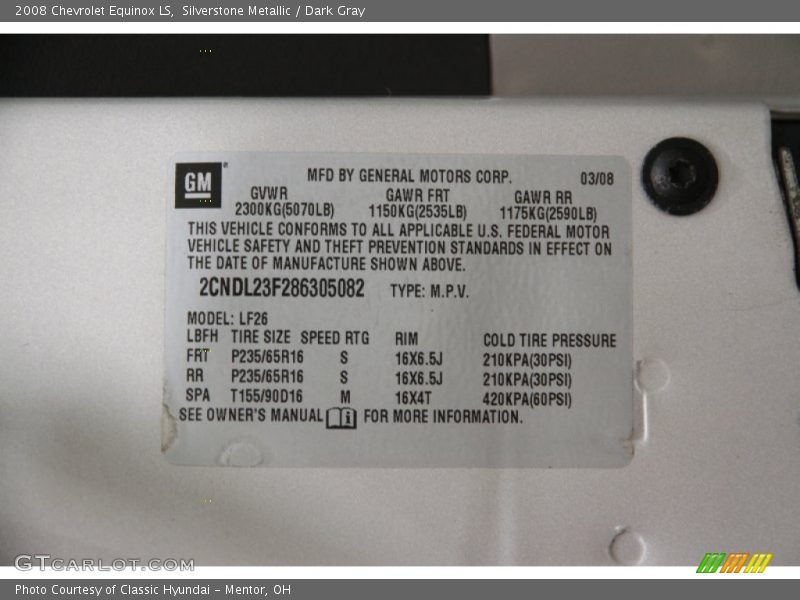 2008 Chevrolet Equinox LS, Silverstone Metallic / Dark Gray
GM
MFD BY GENERAL MOTORS CORP. 03/08
GVWR GAWR FRT GAWR RR
2300KG(5070LB) 1150KG(2535LB) 1175KG(2590LB)
THIS VEHICLE CONFORMS TO ALL APPLICABLE U.S. FEDERAL MOTOR
VEHICLE SAFETY AND THEFT PREVENTION STANDARDS IN EFFECT ON
THE DATE OF MANUFACTURE SHOWN ABOVE.
2CNDL23F286305082 TYPE: M.P.V.
MODEL: LF26
LBFH TIRE SIZE SPEED RTG RIM COLD TIRE PRESSURE
FRT P235/65R16 S 16X6.5J 210KPA(30PSI)
RR P235/65R16 S 16X6.5J 210KPA(30PSI)
SPA T155/90D16 M 16X4T 420KPA(60PSI)
SEE OWNER'S MANUAL i FOR MORE INFORMATION.
GTCARLOT.COM
Photo Courtesy of Classic Hyundai - Mentor, OH